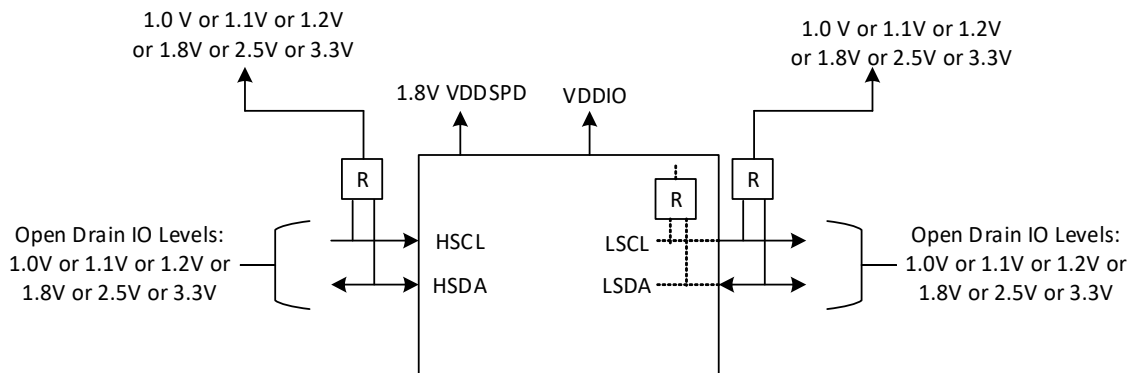 1.0 V or 1.1V or 1.2V
or 1.8V or 2.5V or 3.3V
1.0 V or 1.1V or 1.2V
or 1.8V or 2.5V or 3.3V
1.8V VDDSPD
VDDIO
R
R
R
Open Drain IO Levels:
1.0V or 1.1V or 1.2V or
1.8V or 2.5V or 3.3V
HSCL
HSDA
LSCL
LSDA
Open Drain IO Levels:
1.0V or 1.1V or 1.2V or
1.8V or 2.5V or 3.3V